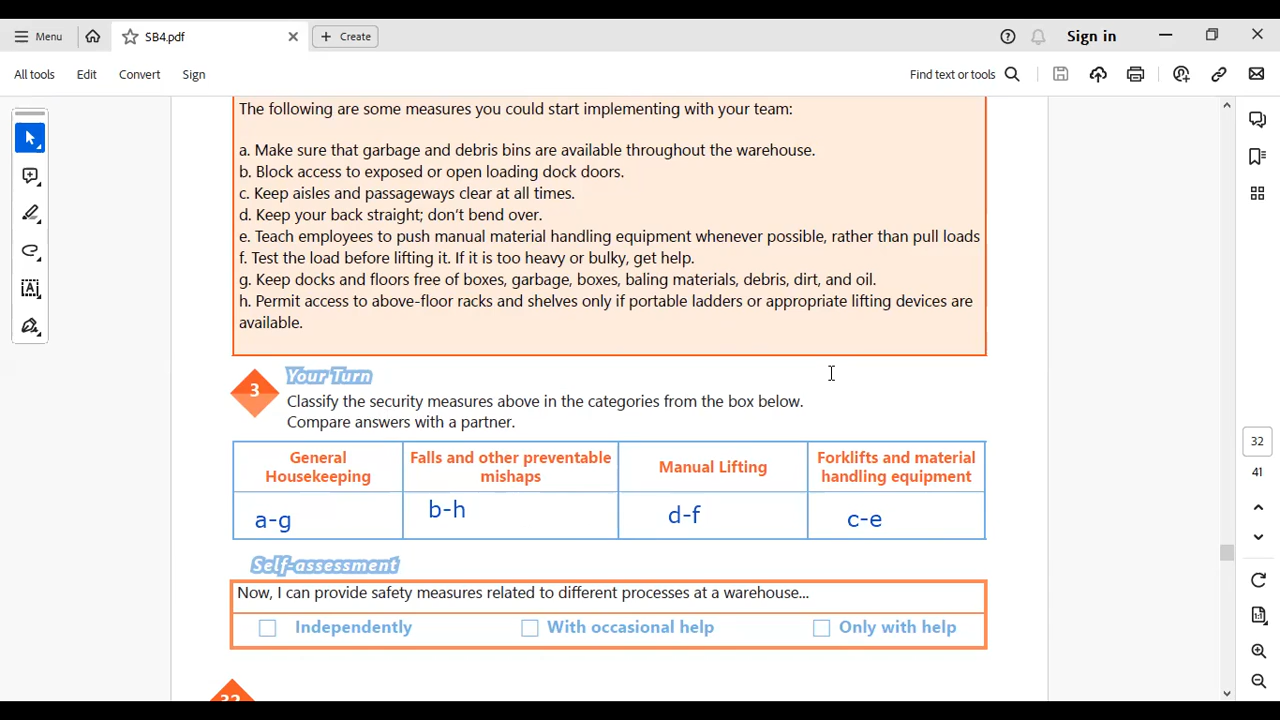 Menu
SB4.pdf
Create
Sign in
All tools
Edit
Convert
Sign
Find text or tools
The following are some measures you could start implementing with your team:
a. Make sure that garbage and debris bins are available throughout the warehouse.
b. Block access to exposed or open loading dock doors.
c. Keep aisles and passageways clear at all times.
d. Keep your back straight; don't bend over.
e. Teach employees to push manual material handling equipment whenever possible, rather than pull loads
f. Test the load before lifting it. If it is too heavy or bulky, get help.
g. Keep docks and floors free of boxes, garbage, boxes, baling materials, debris, dirt, and oil.
h. Permit access to above-floor racks and shelves only if portable ladders or appropriate lifting devices are
available.
3
Your Turn
Classify the security measures above in the categories from the box below.
Compare answers with a partner.
General
Housekeeping
Falls and other preventable
mishaps
Manual Lifting
Forklifts and material
handling equipment
a-g
b-h
d-f
c-e
Self-assessment
Now, I can provide safety measures related to different processes at a warehouse...
Independently
With occasional help
Only with help
32
32
41